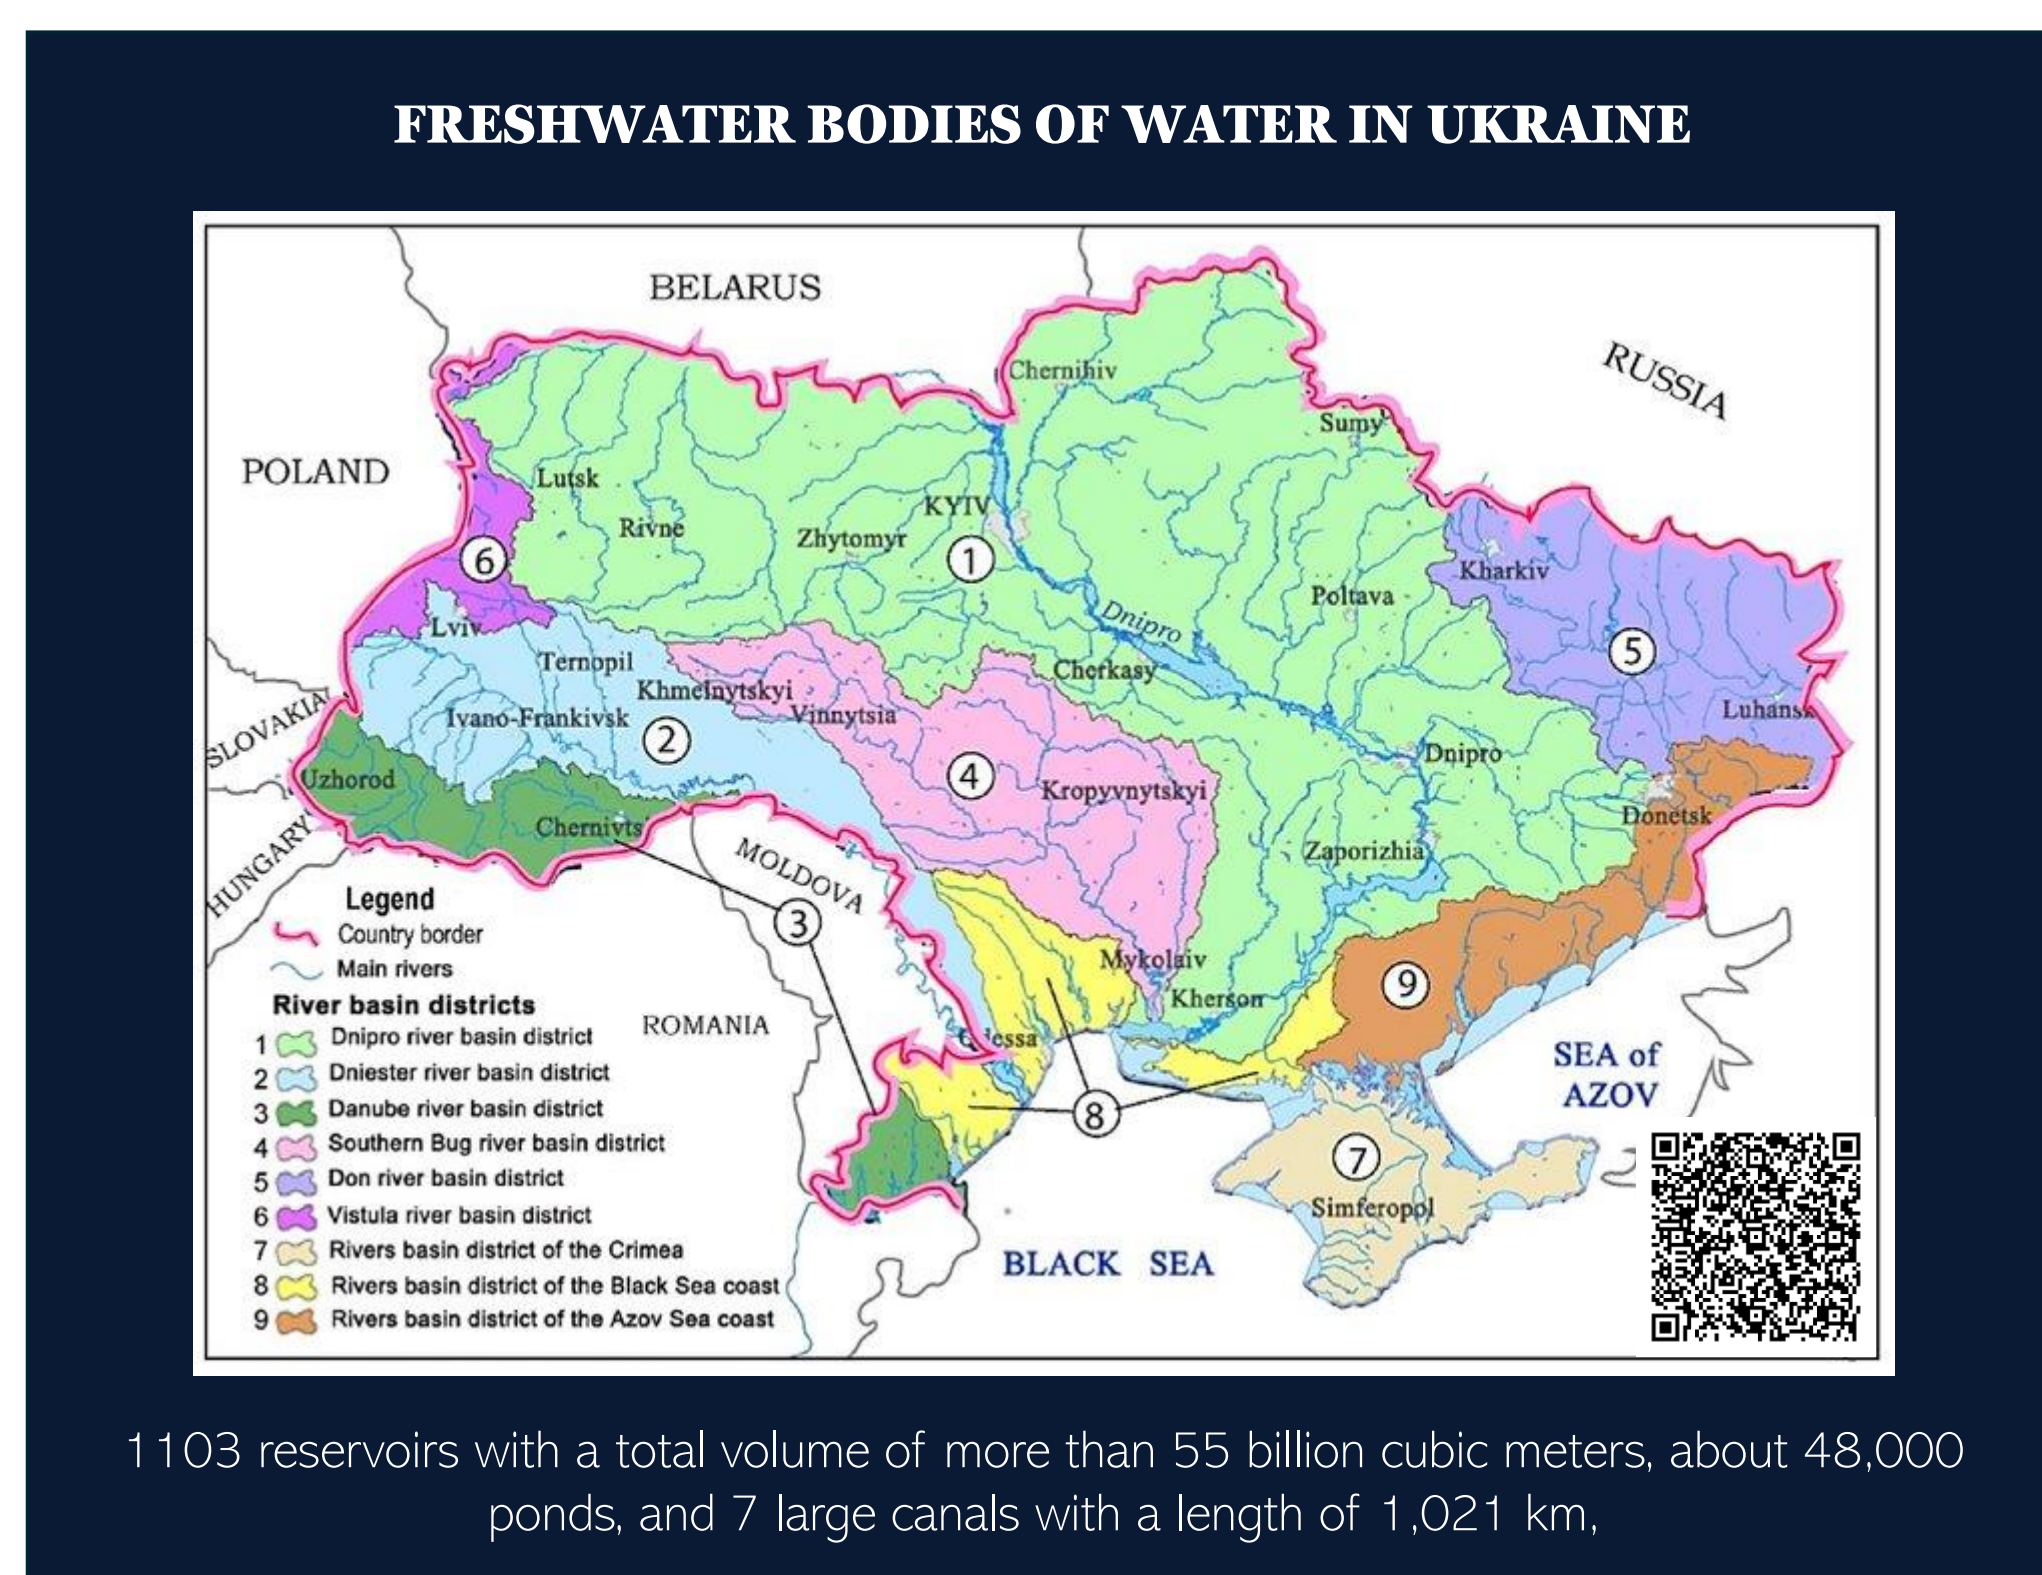 FRESHWATER BODIES OF WATER IN UKRAINE
BELARUS
RUSSIA
POLAND
Chernihiv
Sumy
Lutsk
Rivne
KYIV
Zhytomyr
6
1
Kharkiv
Poltava
Dnipro
Lviv
5
Ternopil
Cherkasy
Khmelnytskyi
SLOVAKIA
Ivano-Frankivsk
Vinnytsia
Luhansk
2
Dnipro
4
Uzhorod
Kropyvnytskyi
Donetsk
Chernivts
HUNGARY
MOLDOVA
Zaporizhia
3
Mykolaiv
9
Kherson
ROMANIA
SEA of
AZOV
8
7
Simferopol
BLACK SEA
Legend
Country border
Main rivers
River basin districts
1 Dnipro river basin district
2 Dniester river basin district
3 Danube river basin district
4 Southern Bug river basin district
5 Don river basin district
6 Vistula river basin district
7 Rivers basin district of the Crimea
8 Rivers basin district of the Black Sea coast
9 Rivers basin district of the Azov Sea coast
1103 reservoirs with a total volume of more than 55 billion cubic meters, about 48,000
ponds, and 7 large canals with a length of 1,021 km,